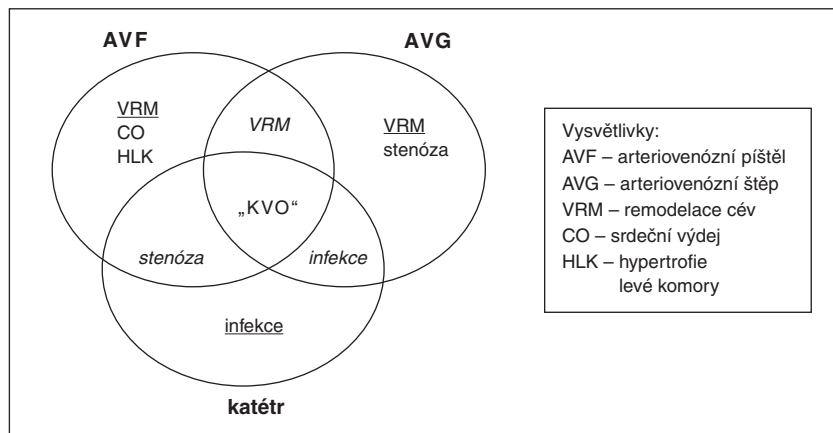 AVF
AVG
VRM
CO
HLK
VRM
VRM
stenóza
„KVO“
stenóza
infekce
infekce
katétr
Vysvětlivky:
AVF – arteriovenózní píštěl
AVG – arteriovenózní štěp
VRM – remodelace cév
CO – srdeční výdej
HLK – hypertrofie
levé komory